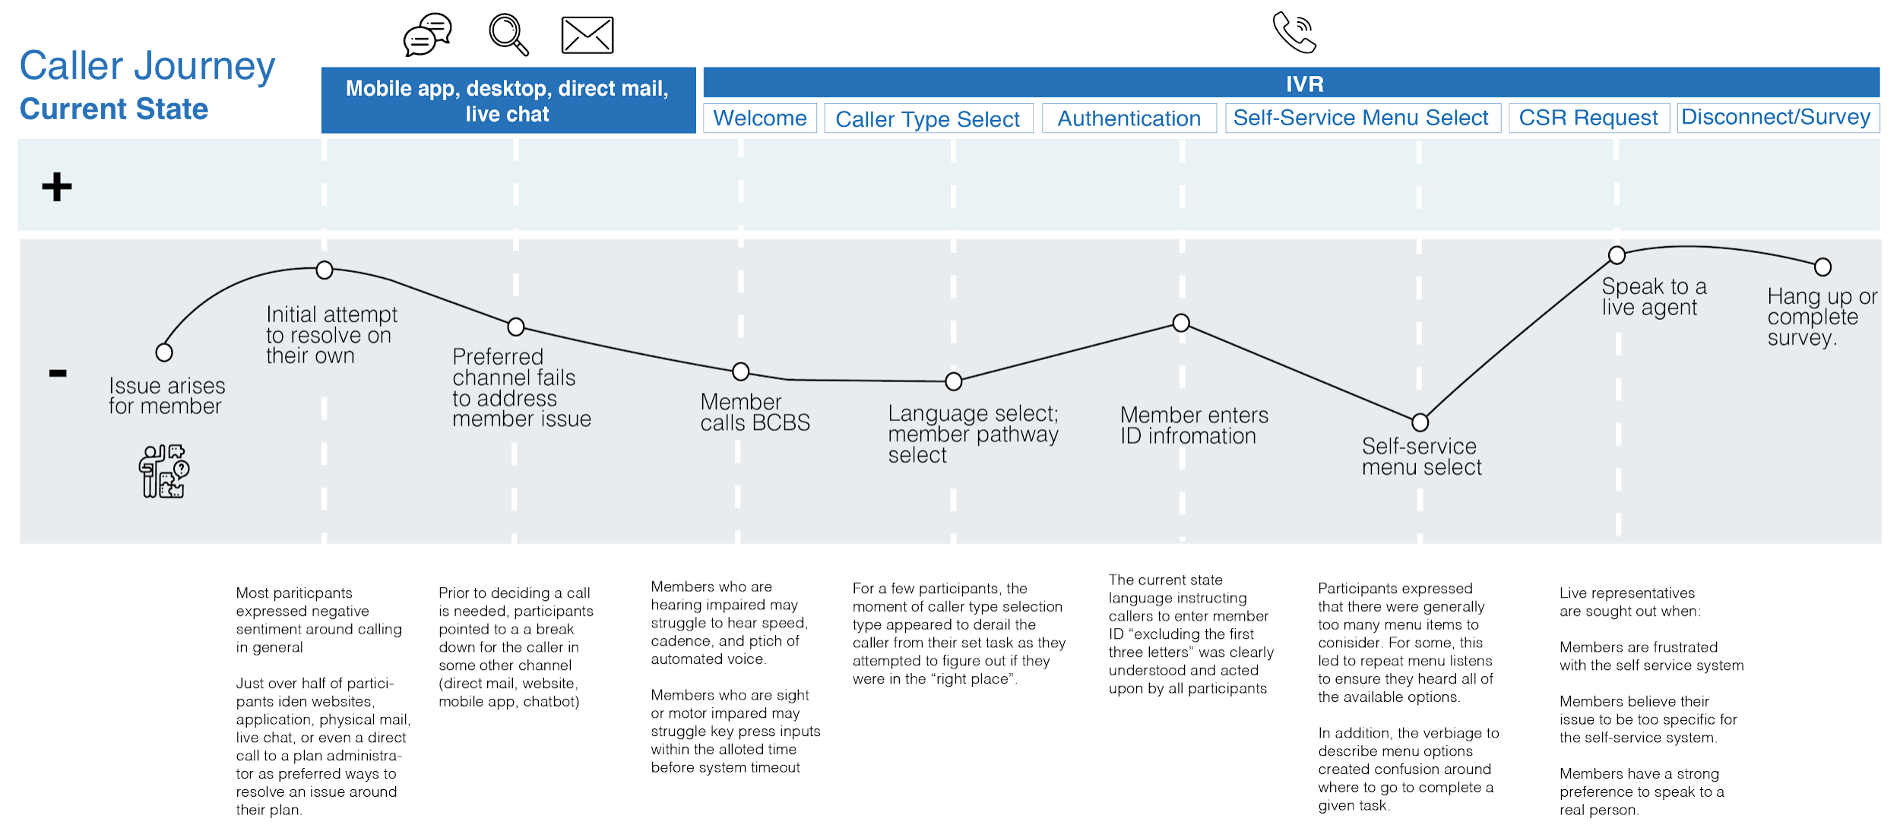 Caller Journey
Current State
Mobile app, desktop, direct mail,
live chat
IVR
Welcome
Caller Type Select
Authentication
Self-Service Menu Select
CSR Request
Disconnect/Survey
+
-
Issue arises
for member
Initial attempt
to resolve on
their own
Preferred
channel fails
to address
member issue
Member
calls BCBS
Language select;
member pathway
select
Member enters
ID infromation
Self-service
menu select
Speak to a
live agent
Hang up or
complete
survey.
Most pariticpants
expressed negative
sentiment around calling
in general
Just over half of partici-
pants iden websites,
application, physical mail,
live chat, or even a direct
call to a plan administra-
tor as preferred ways to
resolve an issue around
their plan.
Prior to deciding a call
is needed, participants
pointed to a a break
down for the caller in
some other channel
(direct mail, website,
mobile app, chatbot)
Members who are
hearing impaired may
struggle to hear speed,
cadence, and ptich of
automated voice.
Members who are sight
or motor impared may
struggle key press inputs
within the alloted time
before system timeout
For a few participants, the
moment of caller type selection
type appeared to derail the
caller from their set task as they
attempted to figure out if they
were in the “right place”.
The current state
language instructing
callers to enter member
ID “excluding the first
three letters” was clearly
understood and acted
upon by all participants
Participants expressed
that there were generally
too many menu items to
conisider. For some, this
led to repeat menu listens
to ensure they heard all of
the available options.
In addition, the verbiage to
describe menu options
created confusion around
where to go to complete a
given task.
Live representatives
are sought out when:
Members are frustrated
with the self service system
Members believe their
issue to be too specific for
the self-service system.
Members have a strong
preference to speak to a
real person.